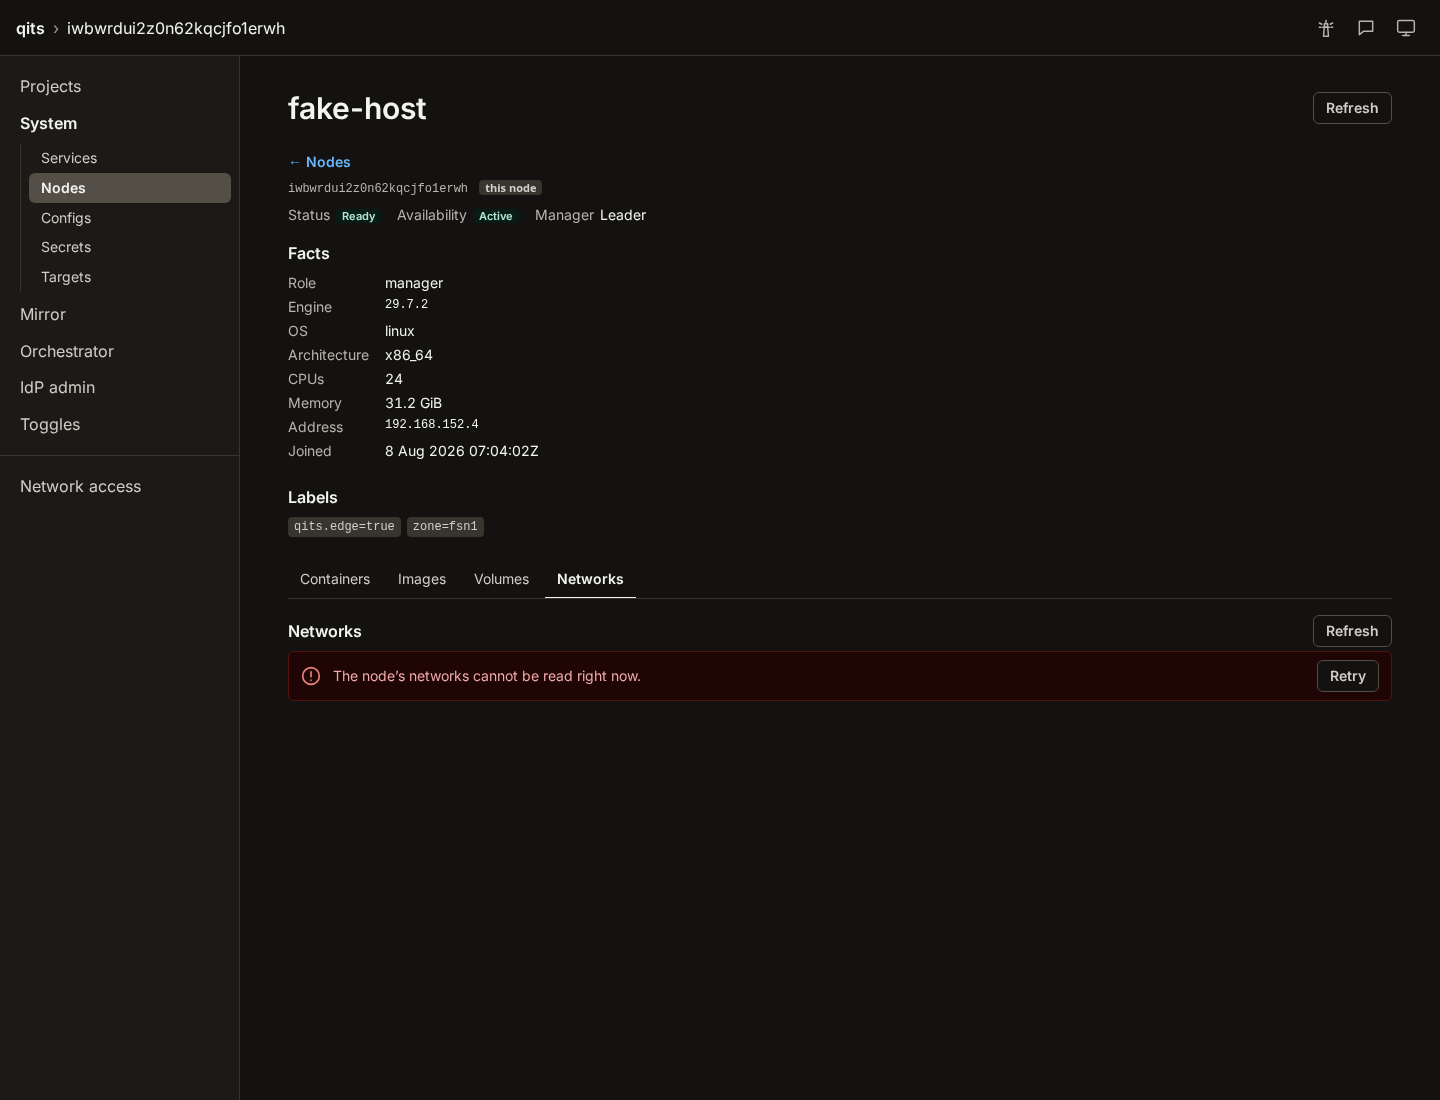 qits › iwbwrdui2z0n62kqcjfo1erwh
Projects
System
Services
Nodes
Configs
Secrets
Targets
Mirror
Orchestrator
IdP admin
Toggles
Network access
fake-host
Refresh
← Nodes
iwbwrdui2z0n62kqcjfo1erwh this node
Status Ready Availability Active Manager Leader
Facts
Role manager
Engine 29.7.2
OS linux
Architecture x86_64
CPUs 24
Memory 31.2 GiB
Address 192.168.152.4
Joined 8 Aug 2026 07:04:02Z
Labels
qits.edge=true zone=fsn1
Containers Images Volumes Networks
Networks Refresh
The node’s networks cannot be read right now. Retry